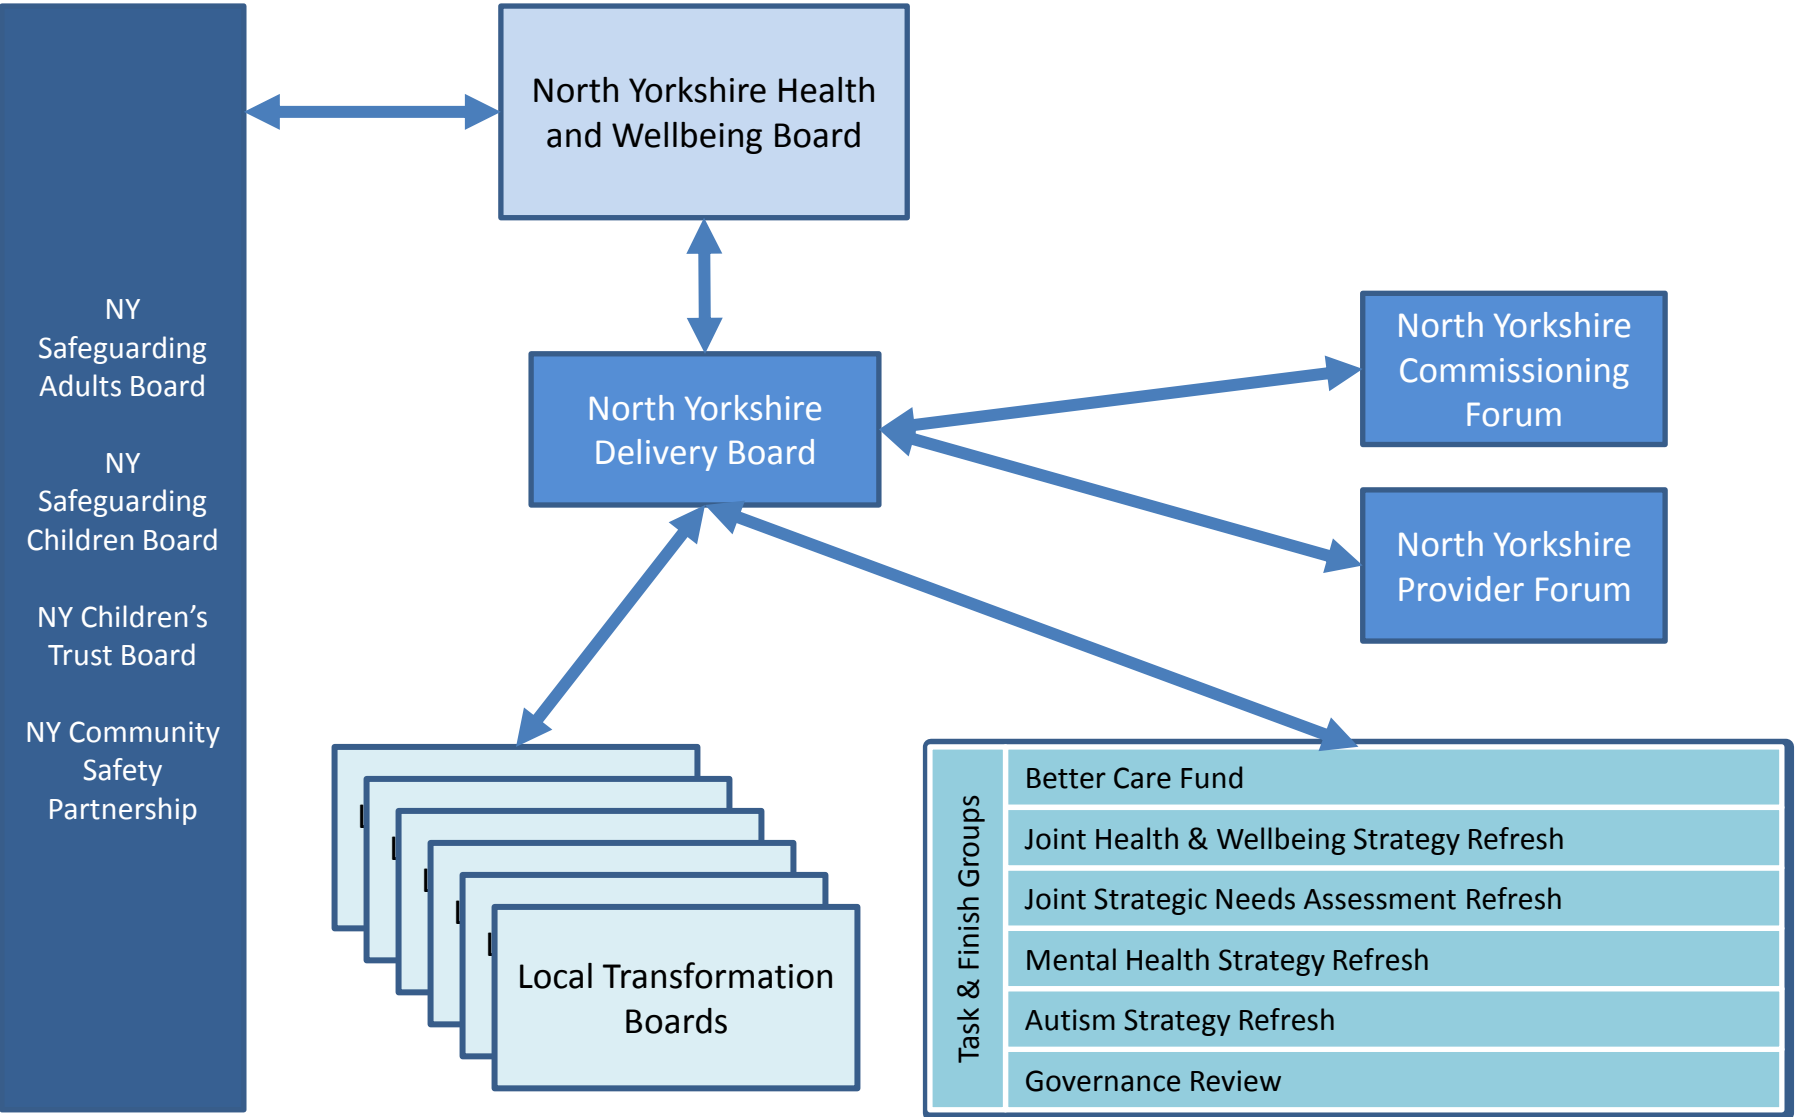 North Yorkshire Health
and Wellbeing Board
NY
Safeguarding
Adults Board
NY
Safeguarding
Children Board
NY Children’s
Trust Board
NY Community
Safety
Partnership
North Yorkshire
Delivery Board
North Yorkshire
Commissioning
Forum
North Yorkshire
Provider Forum
Local Transformation
Boards
Task & Finish Groups
Better Care Fund
Joint Health & Wellbeing Strategy Refresh
Joint Strategic Needs Assessment Refresh
Mental Health Strategy Refresh
Autism Strategy Refresh
Governance Review